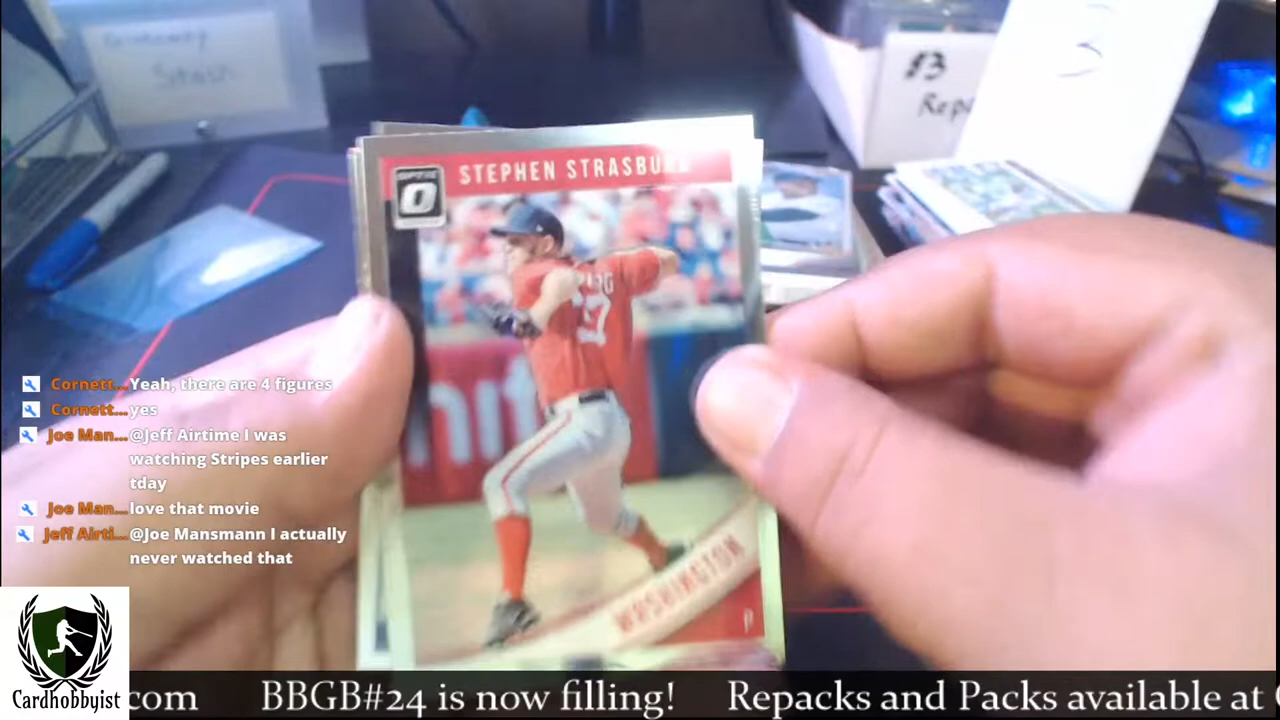 $3
STEPHEN STRASBURG
OPTIC
O
37
WASHINGTON
P
Cornett... Yeah, there are 4 figures
Cornett... yes
Joe Man... @Jeff Airtime I was
watching Stripes earlier
tday
Joe Man... love that movie
Jeff Airti... @Joe Mansmann I actually
never watched that
Cardhobbyist
.com BBGB#24 is now filling! Repacks and Packs available at